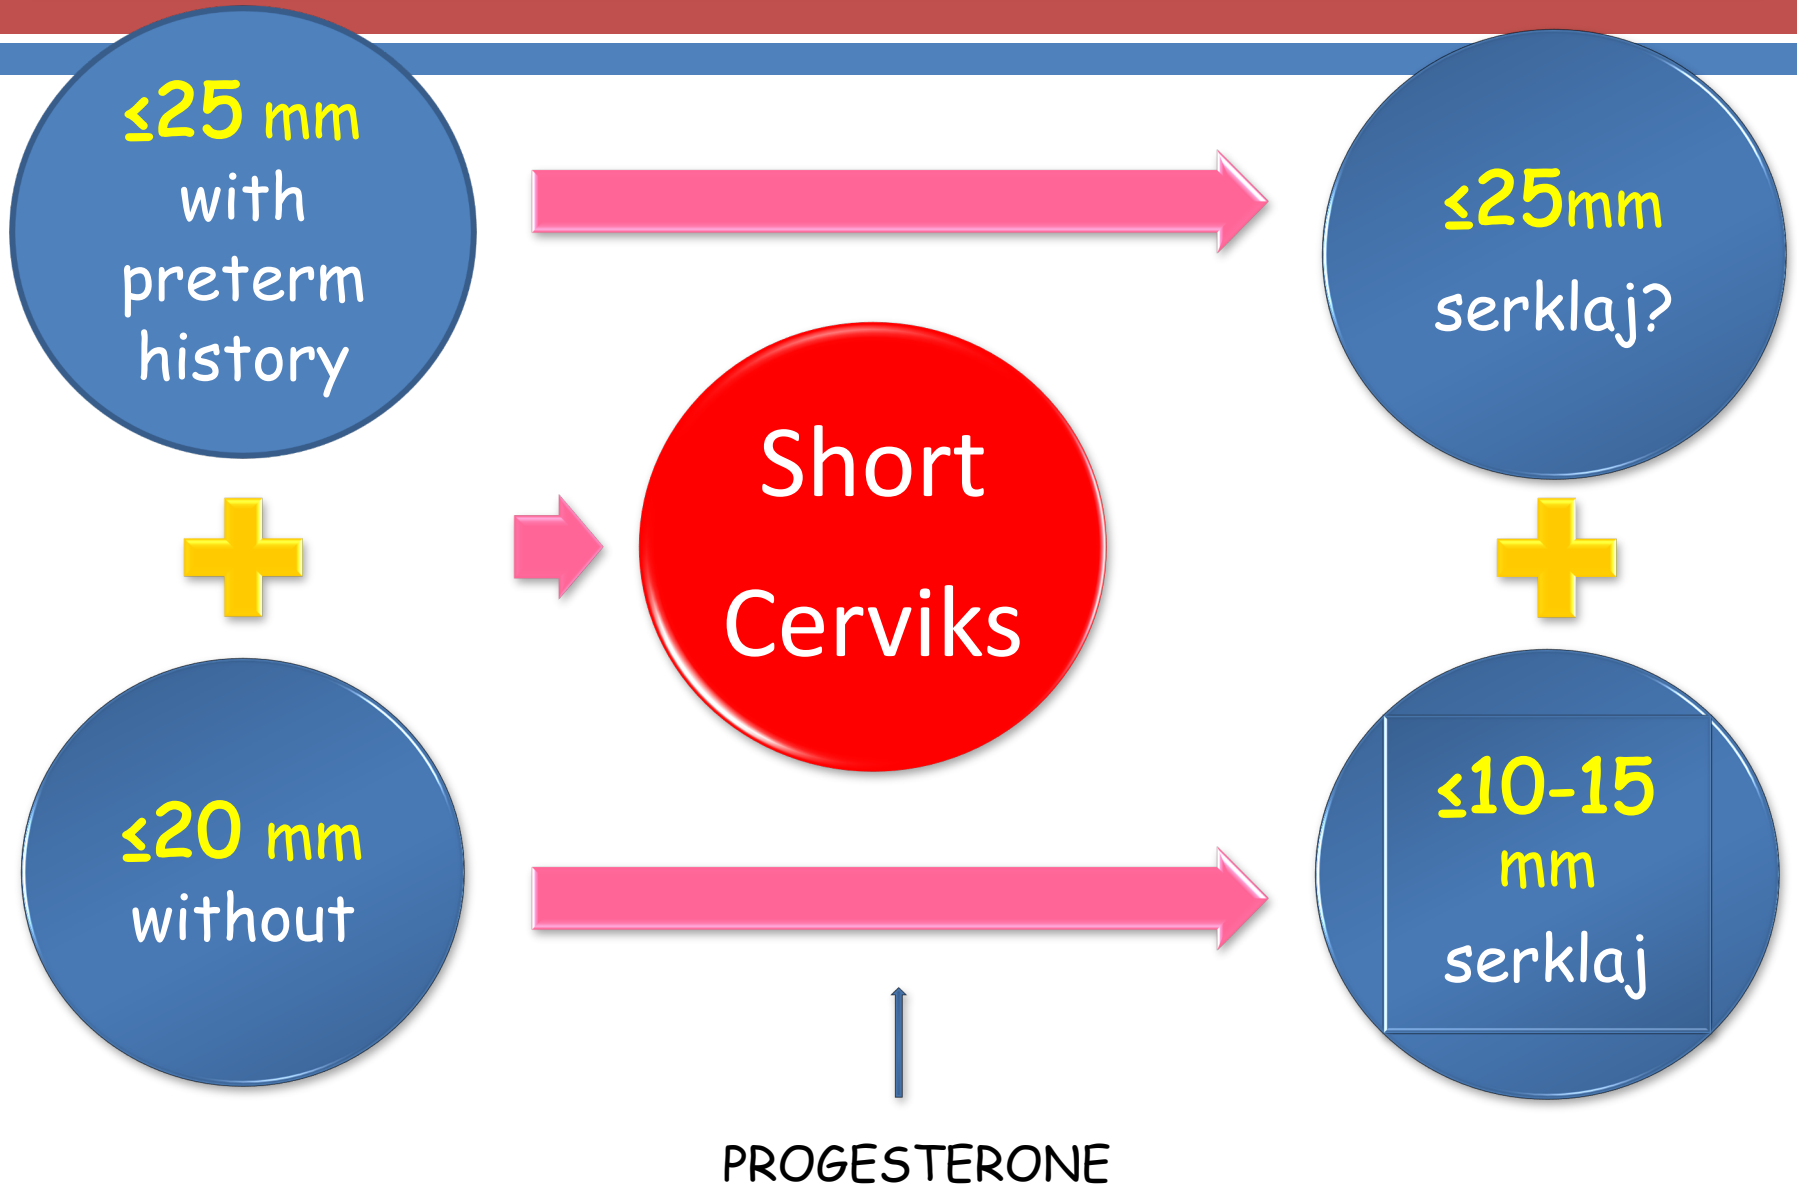 ≤25 mm
with
preterm
history
≤20 mm
without
Short
Cerviks
≤25mm
serklaj?
≤10-15
mm
serklaj
PROGESTERONE